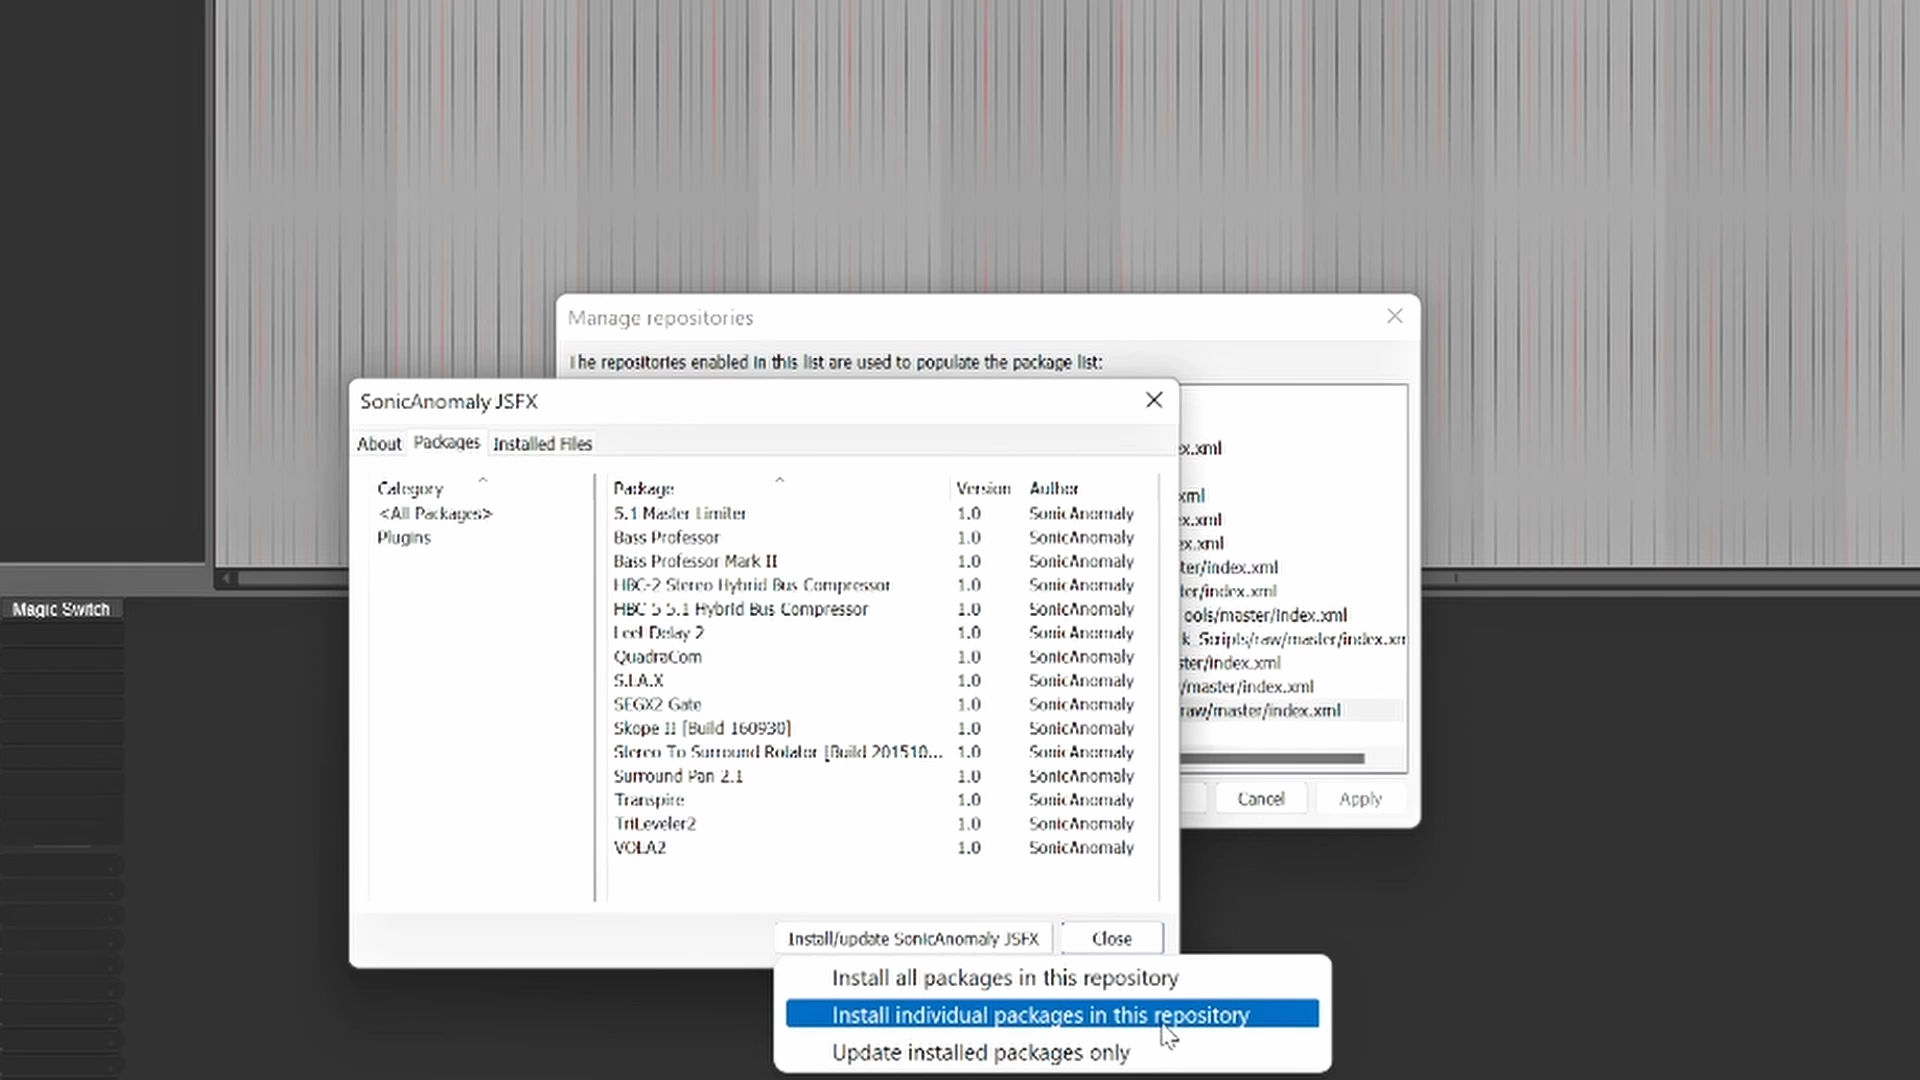 Manage repositories
The repositories enabled in this list are used to populate the package list:
SonicAnomaly JSFX
About Packages Installed Files
Category Package Version Author
<All Packages> 5.1 Master Limiter 1.0 SonicAnomaly
Plugins Bass Professor 1.0 SonicAnomaly
Bass Professor Mark II 1.0 SonicAnomaly
HBC-2 Stereo Hybrid Bus Compressor 1.0 SonicAnomaly
HBC 5 5.1 Hybrid Bus Compressor 1.0 SonicAnomaly
Delay 2 1.0 SonicAnomaly
QuadraCom 1.0 SonicAnomaly
S.L.A.X 1.0 SonicAnomaly
SEGX2 Gate 1.0 SonicAnomaly
Skope II [Build 160930] 1.0 SonicAnomaly
Stereo To Surround Rotator [Build 201510... 1.0 SonicAnomaly
Surround Pan 2.1 1.0 SonicAnomaly
Transpire 1.0 SonicAnomaly
TriLeveler2 1.0 SonicAnomaly
VOLA2 1.0 SonicAnomaly
ex.xml
xml
ex.xml
ex.xml
ter/index.xml
ter/index.xml
ools/master/index.xml
k_Scripts/raw/master/index.xm
ster/index.xml
/master/index.xml
raw/master/index.xml
Cancel Apply
Magic Switch
Install/update SonicAnomaly JSFX Close
Install all packages in this repository
Install individual packages in this repository
Update installed packages only